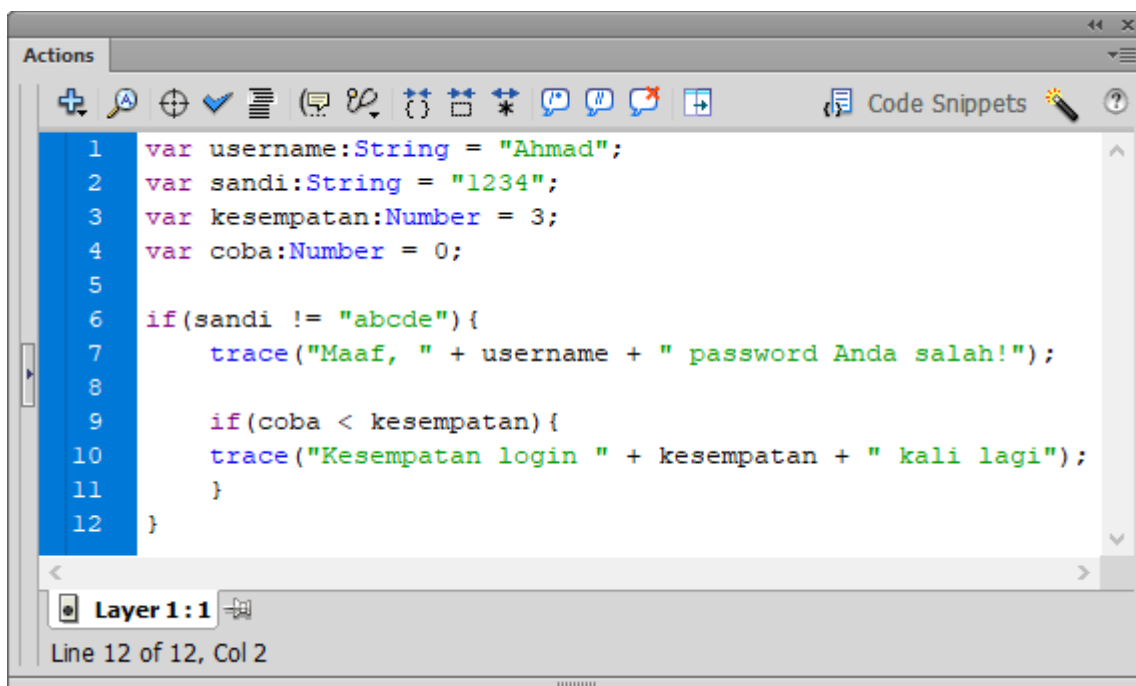 Actions
Code Snippets
1 var username:String = "Ahmad";
2 var sandi:String = "1234";
3 var kesempatan:Number = 3;
4 var coba:Number = 0;
5
6 if(sandi != "abcde"){
7 trace("Maaf, " + username + " password Anda salah!");
8
9 if(coba < kesempatan){
10 trace("Kesempatan login " + kesempatan + " kali lagi");
11 }
12 }
Layer 1 : 1
Line 12 of 12, Col 2